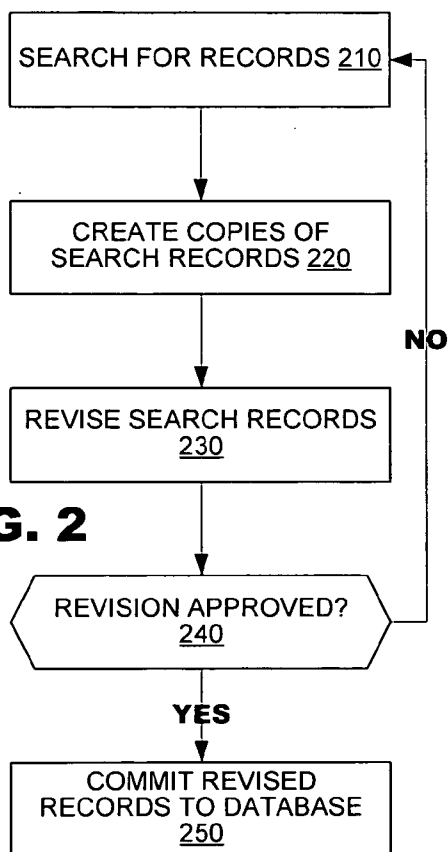 SEARCH FOR RECORDS 210
CREATE COPIES OF
SEARCH RECORDS 220
NO
REVISE SEARCH RECORDS
230
G. 2
REVISION APPROVED?
240
YES
COMMIT REVISED
RECORDS TO DATABASE
250